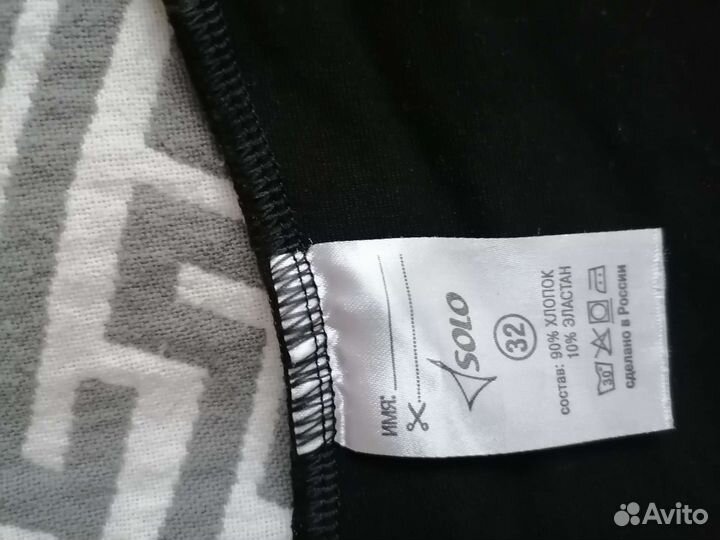 ИМЯ:
SOLO
32
состав: 90% ХЛОПОК
10% ЭЛАСТАН
30
сделано в России
Avito